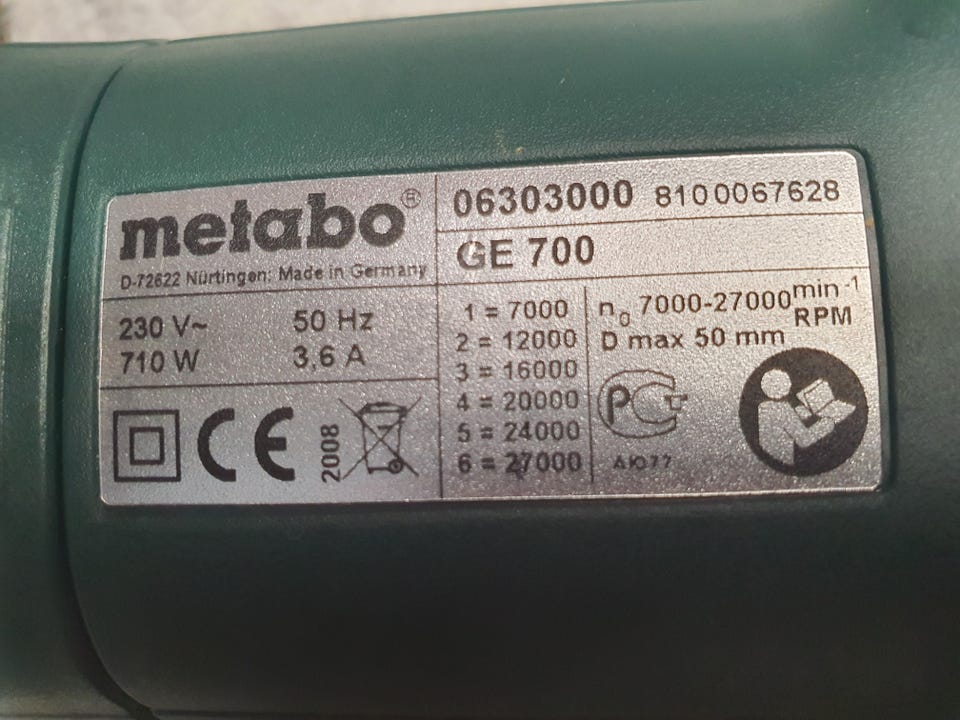 metabo®
D-72622 Nürtingen: Made in Germany
06303000 8100067628
GE 700
230 V~ 50 Hz
710 W 3,6 A
CE
2008
1 = 7000
2 = 12000
3 = 16000
4 = 20000
5 = 24000
6 = 27000
n₀ 7000-27000 min⁻¹
RPM
D max 50 mm
РСТ
АЮ77